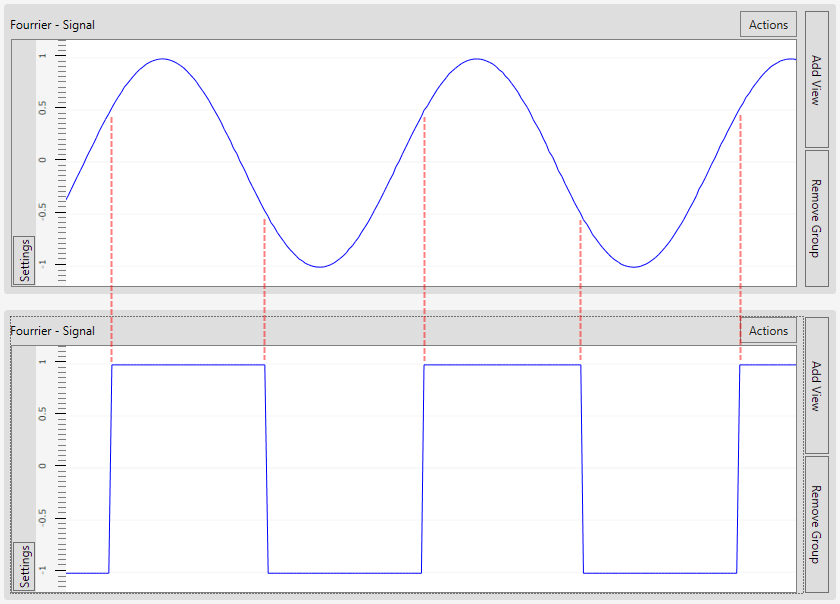 Fourrier - Signal
Actions
Add View
Remove Group
Settings
1
0.5
0
-0.5
-1
Fourrier - Signal
Actions
Add View
Remove Group
Settings
1
0.5
0
-0.5
-1